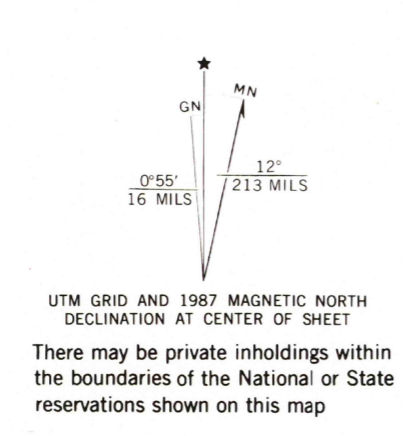 GN
MN
0°55'
16 MILS
12°
213 MILS
UTM GRID AND 1987 MAGNETIC NORTH
DECLINATION AT CENTER OF SHEET
There may be private inholdings within
the boundaries of the National or State
reservations shown on this map